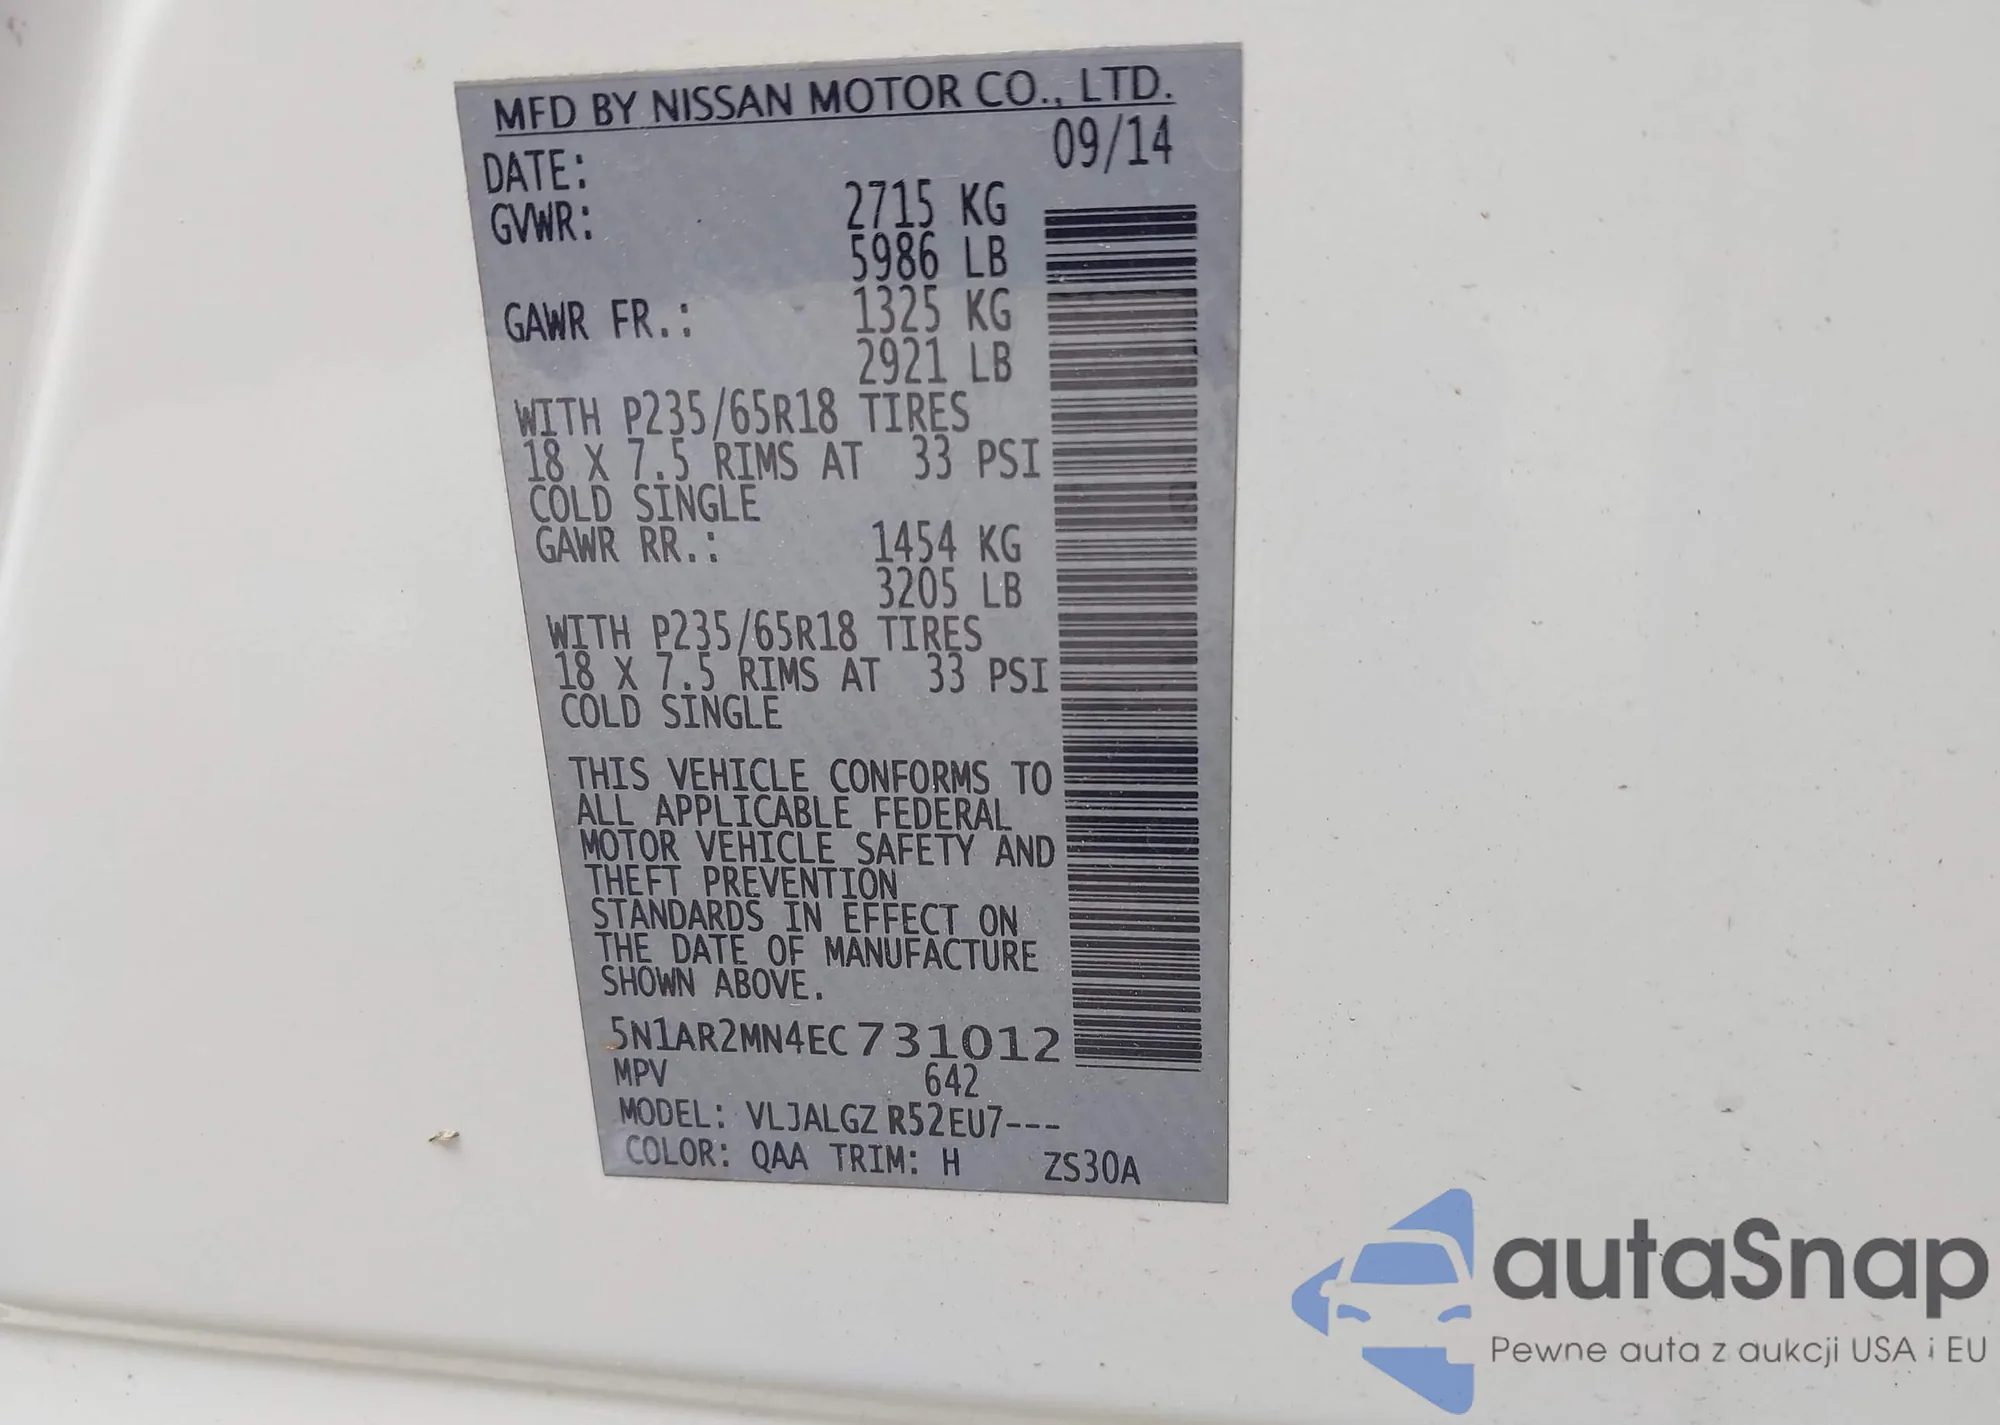 MFD BY NISSAN MOTOR CO., LTD.
DATE: 09/14
GVWR: 2715 KG
5986 LB
GAWR FR.: 1325 KG
2921 LB
WITH P235/65R18 TIRES
18 X 7.5 RIMS AT 33 PSI
COLD SINGLE
GAWR RR.: 1454 KG
3205 LB
WITH P235/65R18 TIRES
18 X 7.5 RIMS AT 33 PSI
COLD SINGLE
THIS VEHICLE CONFORMS TO
ALL APPLICABLE FEDERAL
MOTOR VEHICLE SAFETY AND
THEFT PREVENTION
STANDARDS IN EFFECT ON
THE DATE OF MANUFACTURE
SHOWN ABOVE.
5N1AR2MN4EC731012
MPV 642
MODEL: VLJALGZ R52EU7---
COLOR: QAA TRIM: H ZS30A
autaSnap
Pewne auta z aukcji USA i EU